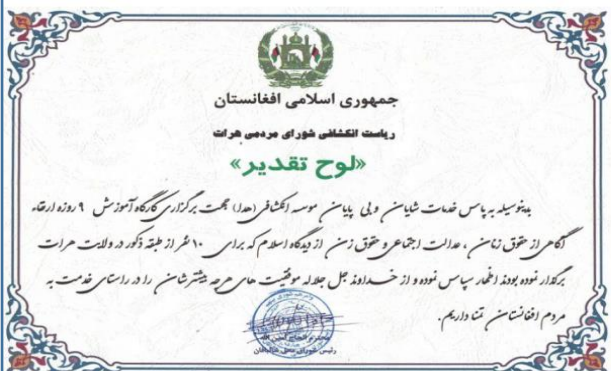 جمهوری اسلامی افغانستان
ریاست انکشافی شورای مردمی هرات
«لوح تقدیر»
بدینوسیله به پاس خدمات شایان و بی پایان موسسه انکشافی (هدا) جهت برگزاری کارگاه آموزش ۹ روزه ارتقاء
آگاهی از حقوق زنان، عدالت اجتماعی و حقوق زن از دیدگاه اسلام که برای ۱۰ نفر از طبقه ذکور در ولایت هرات
برگذار نموده بودند اظهار سپاس نموده و از خداوند جل جلاله موفقیت های هرچه بیشترشان را در راستای خدمت به
مردم افغانستان تمنا داریم.